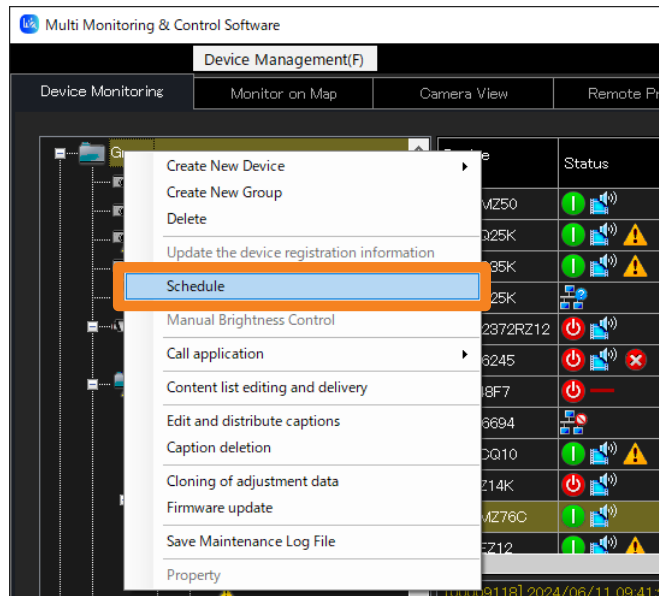 Multi Monitoring & Control Software
Device Management(F)
Device Monitoring
Monitor on Map
Camera View
Remote Pr
Status
Create New Device
Create New Group
Delete
Update the device registration information
Schedule
Manual Brightness Control
Call application
Content list editing and delivery
Edit and distribute captions
Caption deletion
Cloning of adjustment data
Firmware update
Save Maintenance Log File
Property
MZ50
Q25K
35K
25K
2372RZ12
6245
8F7
6694
CQ10
Z14K
MZ76C
EZ12
[100009118] 2024/06/11 09:41: